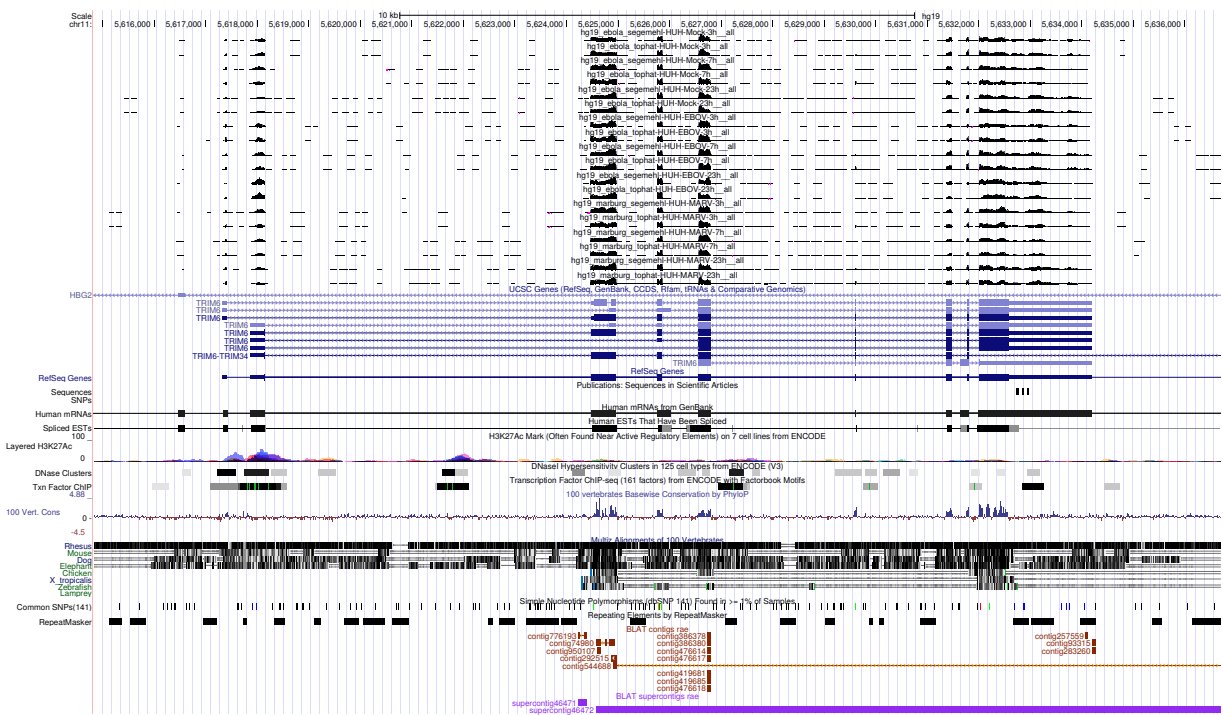 Scale 10 kb hg19
chr11: 5,616,000 5,617,000 5,618,000 5,619,000 5,620,000 5,621,000 5,622,000 5,623,000 5,624,000 5,625,000 5,626,000 5,627,000 5,628,000 5,629,000 5,630,000 5,631,000 5,632,000 5,633,000 5,634,000 5,635,000 5,636,000
hg19_ebola_segemehl-HUH-Mock-3h__all
hg19_ebola_tophat-HUH-Mock-3h__all
hg19_ebola_segemehl-HUH-Mock-7h__all
hg19_ebola_tophat-HUH-Mock-7h__all
hg19_ebola_segemehl-HUH-Mock-23h__all
hg19_ebola_tophat-HUH-Mock-23h__all
hg19_ebola_segemehl-HUH-EBOV-3h__all
hg19_ebola_tophat-HUH-EBOV-3h__all
hg19_ebola_segemehl-HUH-EBOV-7h__all
hg19_ebola_tophat-HUH-EBOV-7h__all
hg19_ebola_segemehl-HUH-EBOV-23h__all
hg19_ebola_tophat-HUH-EBOV-23h__all
hg19_marburg_segemehl-HUH-MARV-3h__all
hg19_marburg_tophat-HUH-MARV-3h__all
hg19_marburg_segemehl-HUH-MARV-7h__all
hg19_marburg_tophat-HUH-MARV-7h__all
hg19_marburg_segemehl-HUH-MARV-23h__all
hg19_marburg_tophat-HUH-MARV-23h__all
UCSC Genes (RefSeq, GenBank, CCDS, Rfam, tRNAs & Comparative Genomics)
HBG2
TRIM6
TRIM6
TRIM6
TRIM6
TRIM6
TRIM6
TRIM6
TRIM6-TRIM34
TRIM6
RefSeq Genes
RefSeq Genes
Publications: Sequences in Scientific Articles
Sequences
SNPs
Human mRNAs from GenBank
Human mRNAs
Human ESTs That Have Been Spliced
Spliced ESTs
H3K27Ac Mark (Often Found Near Active Regulatory Elements) on 7 cell lines from ENCODE
100
Layered H3K27Ac
0
DNaseI Hypersensitivity Clusters in 125 cell types from ENCODE (V3)
DNase Clusters
Transcription Factor ChIP-seq (161 factors) from ENCODE with Factorbook Motifs
Txn Factor ChIP
100 vertebrates Basewise Conservation by PhyloP
4.88
100 Vert. Cons
0
-4.5
Multiz Alignments of 100 Vertebrates
Rhesus
Mouse
Dog
Elephant
Chicken
X_tropicalis
Zebrafish
Lamprey
Simple Nucleotide Polymorphisms (dbSNP 141) Found in >= 1% of Samples
Common SNPs(141)
Repeating Elements by RepeatMasker
RepeatMasker
BLAT contigs rae
contig776193 contig386378 contig257559
contig74980 contig386380 contig93315
contig950107 contig476614 contig283260
contig292515 contig476617
contig544688
contig419681
contig419685
contig476618
BLAT supercontigs rae
supercontig46471
supercontig46472